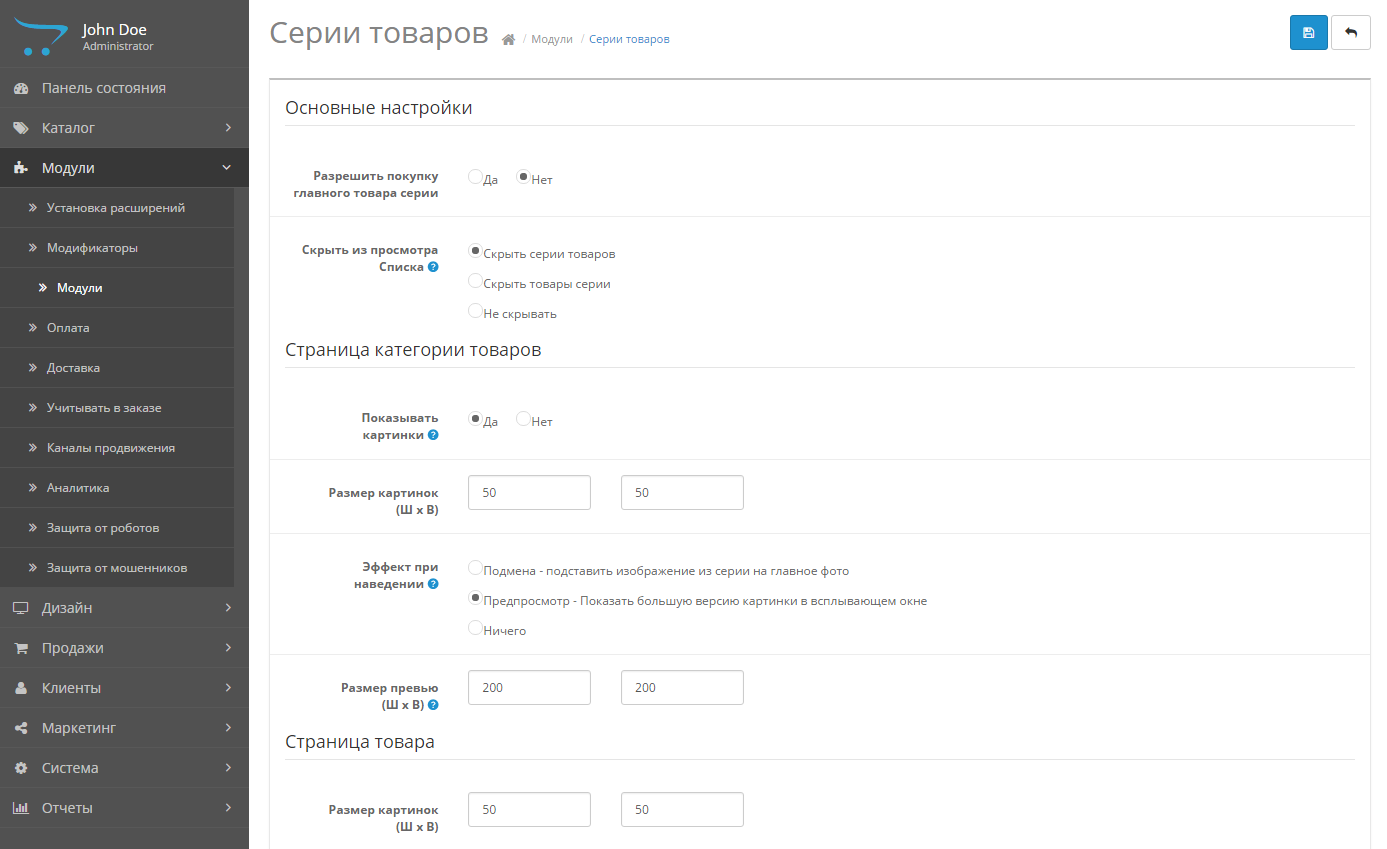 John Doe
Administrator
Панель состояния
Каталог
Модули
Установка расширений
Модификаторы
Модули
Оплата
Доставка
Учитывать в заказе
Каналы продвижения
Аналитика
Защита от роботов
Защита от мошенников
Дизайн
Продажи
Клиенты
Маркетинг
Система
Отчеты
Серии товаров / Модули / Серии товаров
Основные настройки
Разрешить покупку
главного товара серии
Да Нет
Скрыть из просмотра
Списка ?
Скрыть серии товаров
Скрыть товары серии
Не скрывать
Страница категории товаров
Показывать
картинки ?
Да Нет
Размер картинок
(Ш x В)
50 50
Эффект при
наведении ?
Подмена - подставить изображение из серии на главное фото
Предпросмотр - Показать большую версию картинки в всплывающем окне
Ничего
Размер превью
(Ш x В) ?
200 200
Страница товара
Размер картинок
(Ш x В)
50 50